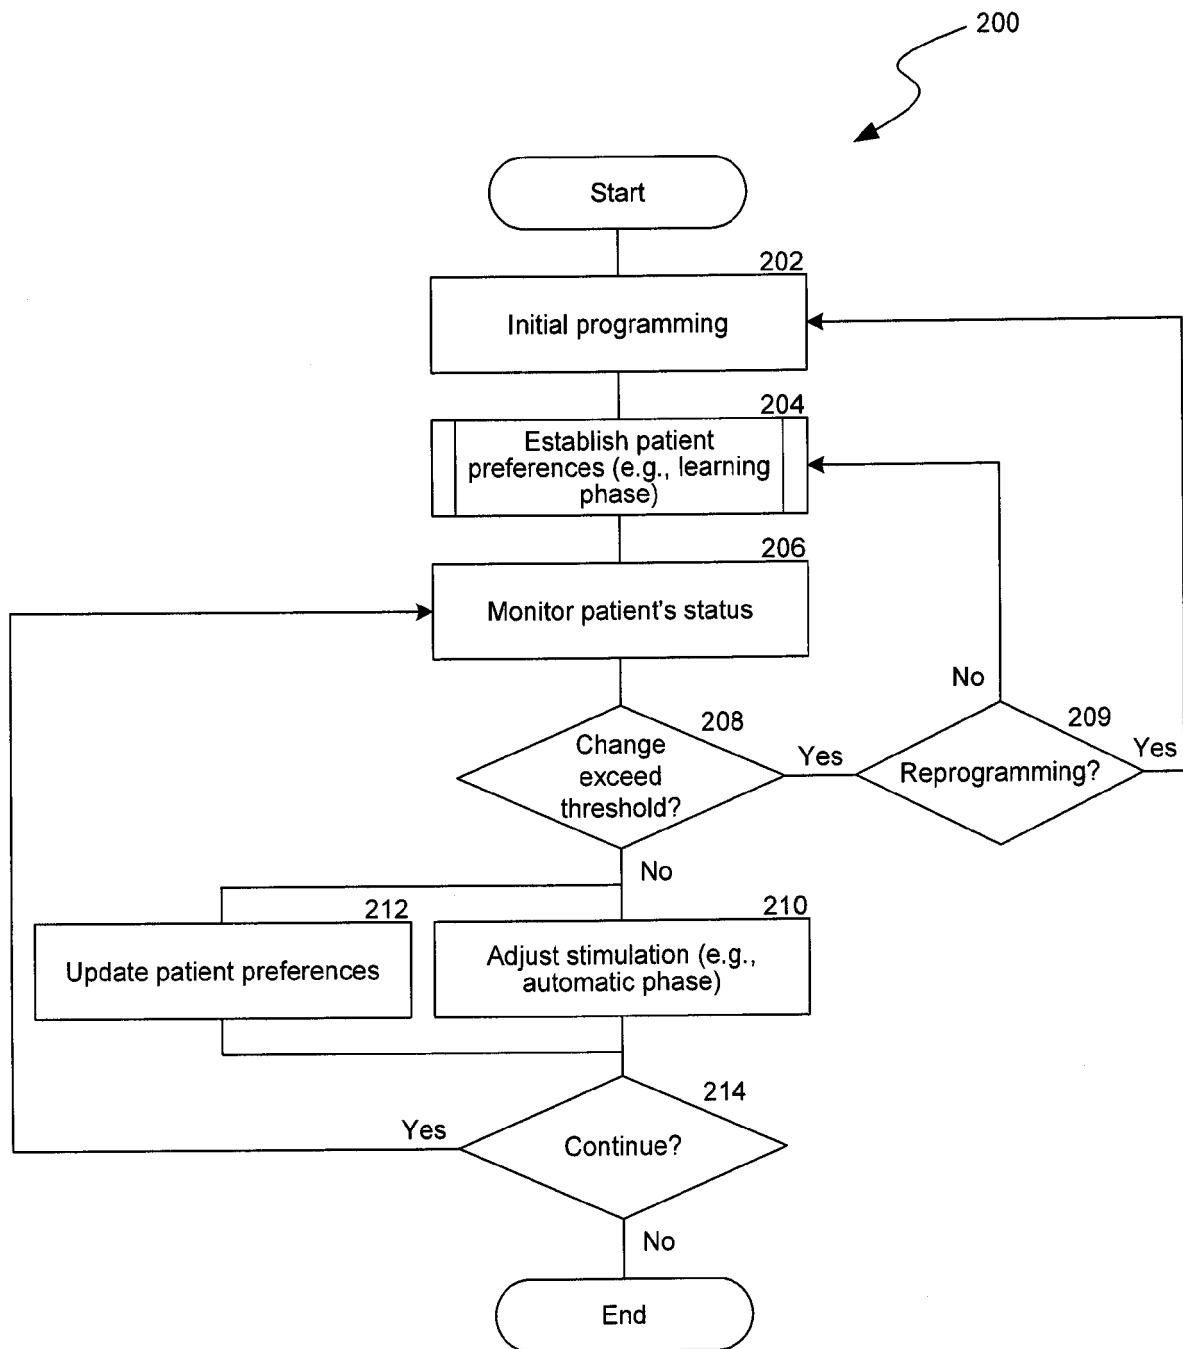 200
Start
202
Initial programming
204
Establish patient
preferences (e.g., learning
phase)
206
Monitor patient's status
208
Change
exceed
threshold?
Yes
No
209
Reprogramming?
Yes
No
212
Update patient preferences
210
Adjust stimulation (e.g.,
automatic phase)
214
Continue?
Yes
No
End